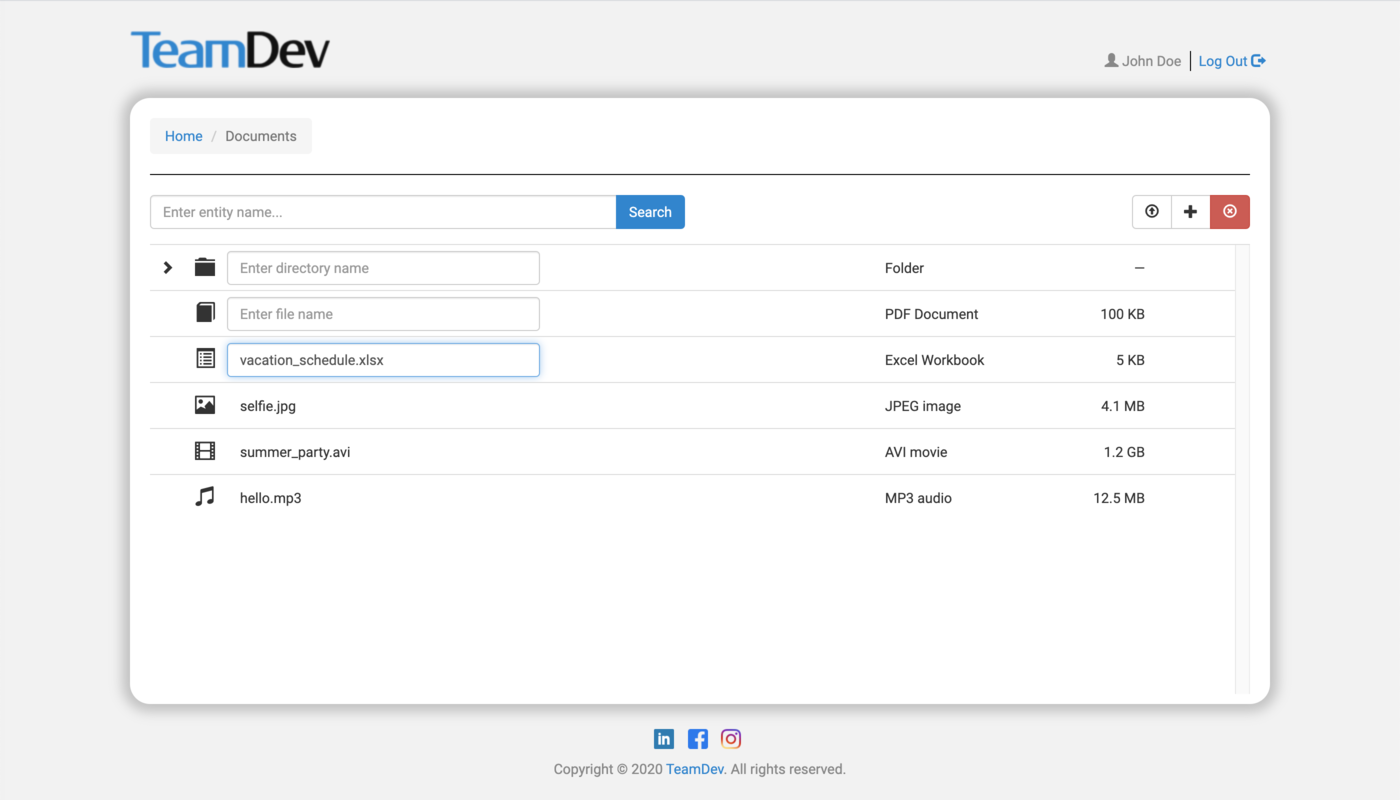 TeamDev
John Doe Log Out
Home / Documents
Enter entity name... Search
Enter directory name Folder —
Enter file name PDF Document 100 KB
vacation_schedule.xlsx Excel Workbook 5 KB
selfie.jpg JPEG image 4.1 MB
summer_party.avi AVI movie 1.2 GB
hello.mp3 MP3 audio 12.5 MB
in f
Copyright © 2020 TeamDev. All rights reserved.